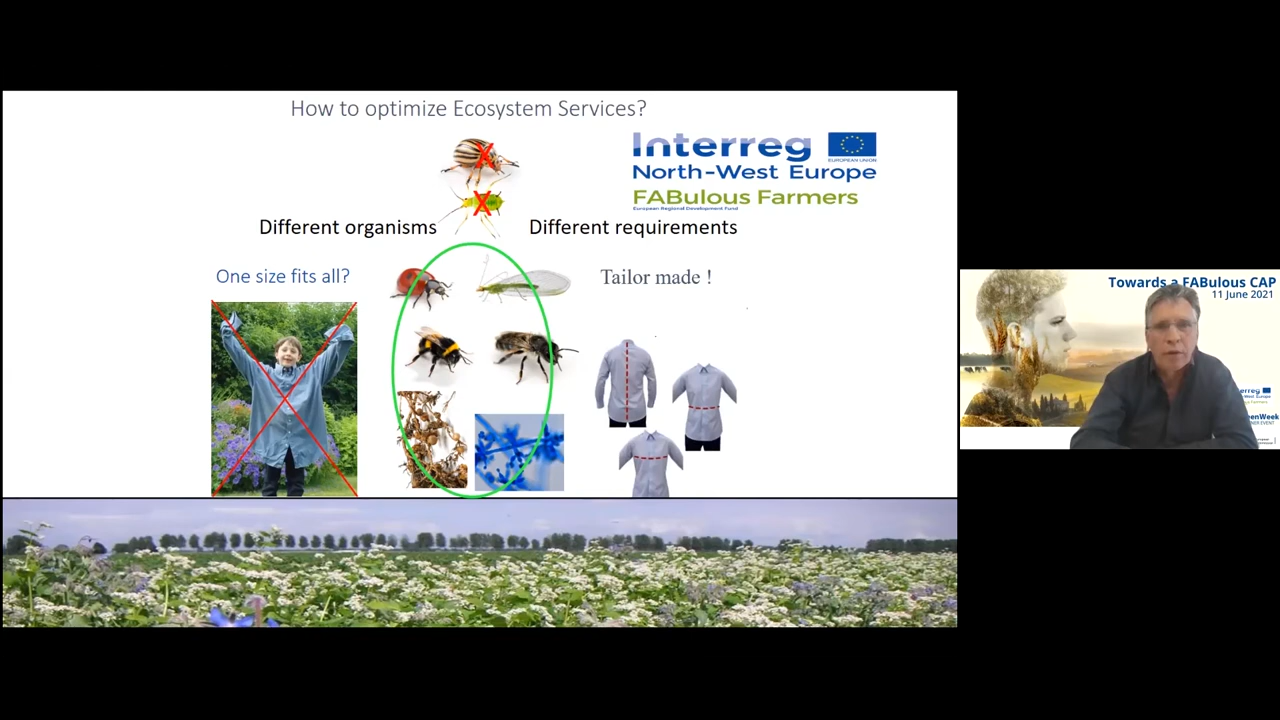 How to optimize Ecosystem Services?
Interreg
EUROPEAN UNION
North-West Europe
FABulous Farmers
European Regional Development Fund
Different organisms
Different requirements
One size fits all?
Tailor made !
Towards a FABulous CAP
11 June 2021